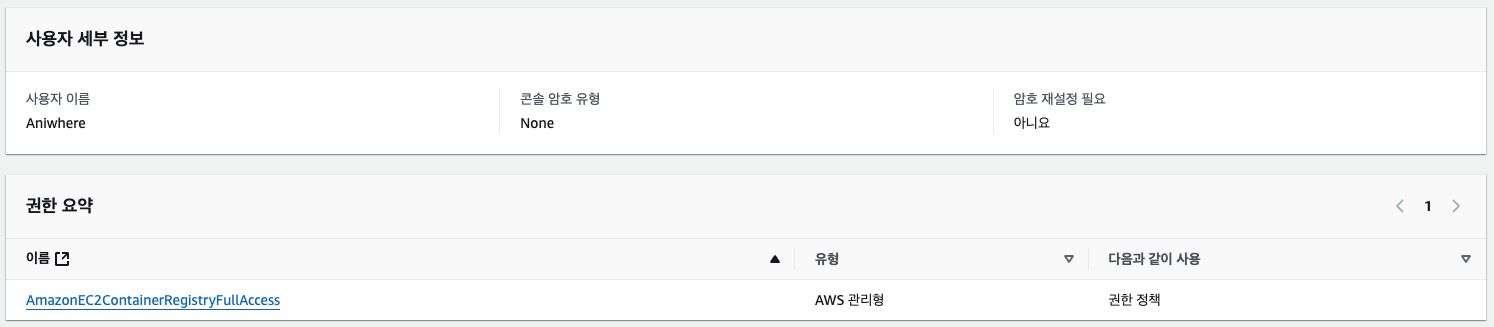 사용자 세부 정보
사용자 이름
Aniwhere
콘솔 암호 유형
None
암호 재설정 필요
아니요
권한 요약
1
이름
유형
다음과 같이 사용
AmazonEC2ContainerRegistryFullAccess
AWS 관리형
권한 정책